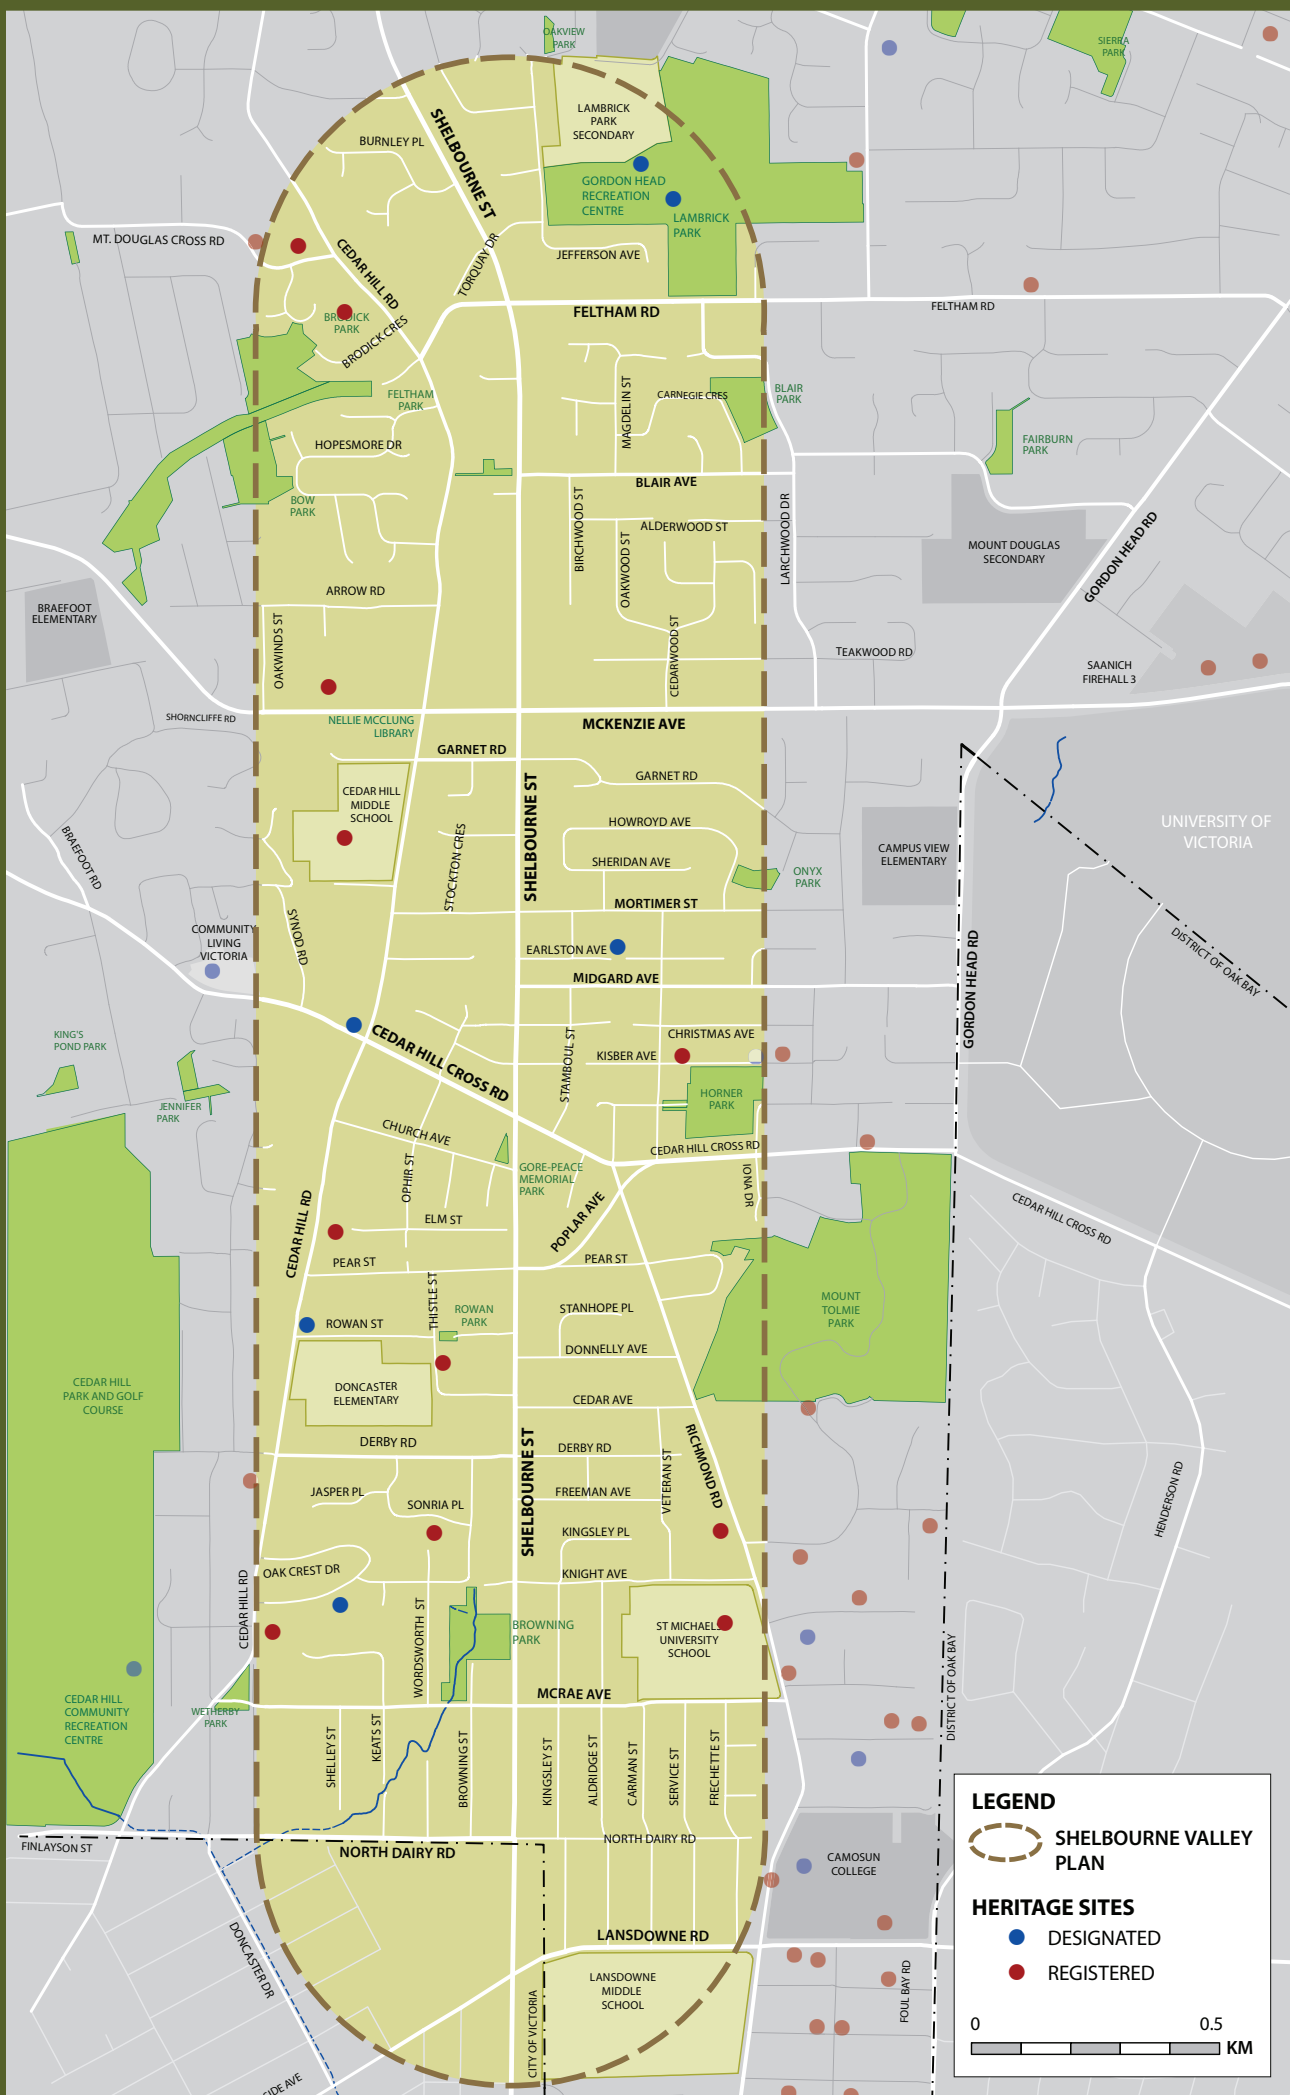 OAKVIEW
PARK
SIERRA
PARK
LAMBRICK
PARK
SECONDARY
SHELBOURNE ST
BURNLEY PL
GORDON HEAD
RECREATION
CENTRE
LAMBRICK
PARK
MT. DOUGLAS CROSS RD
CEDAR HILL RD
TORQUAY DR
JEFFERSON AVE
FELTHAM RD
FELTHAM RD
BRODICK
PARK
BRODICK CRES
FELTHAM
PARK
MAGDELIN ST
CARNEGIE CRES
BLAIR
PARK
HOPESMORE DR
FAIRBURN
PARK
BLAIR AVE
BOW
PARK
BIRCHWOOD ST
ALDERWOOD ST
OAKWOOD ST
LARCHWOOD DR
MOUNT DOUGLAS
SECONDARY
GORDON HEAD RD
ARROW RD
BRAEFOOT
ELEMENTARY
OAKWINDS ST
CEDARWOOD ST
TEAKWOOD RD
SAANICH
FIREHALL 3
SHORNCLIFFE RD
NELLIE MCCLUNG
LIBRARY
MCKENZIE AVE
GARNET RD
GARNET RD
CEDAR HILL
MIDDLE
SCHOOL
SHELBOURNE ST
STOCKTON CRES
HOWROYD AVE
SHERIDAN AVE
CAMPUS VIEW
ELEMENTARY
UNIVERSITY OF
VICTORIA
BRAEFOOT RD
ONYX
PARK
MORTIMER ST
SYNOD RD
COMMUNITY
LIVING
VICTORIA
EARLSTON AVE
MIDGARD AVE
GORDON HEAD RD
DISTRICT OF OAK BAY
KING'S
POND PARK
CEDAR HILL CROSS RD
STAMBOUL ST
CHRISTMAS AVE
KISBER AVE
HORNER
PARK
JENNIFER
PARK
CHURCH AVE
CEDAR HILL CROSS RD
OPHIR ST
GORE-PEACE
MEMORIAL
PARK
IONA DR
CEDAR HILL CROSS RD
CEDAR HILL RD
ELM ST
POPLAR AVE
PEAR ST
PEAR ST
THISTLE ST
ROWAN
PARK
STANHOPE PL
MOUNT
TOLMIE
PARK
ROWAN ST
DONNELLY AVE
CEDAR HILL
PARK AND GOLF
COURSE
DONCASTER
ELEMENTARY
CEDAR AVE
DERBY RD
DERBY RD
SHELBOURNE ST
VETERAN ST
RICHMOND RD
HENDERSON RD
JASPER PL
SONRIA PL
FREEMAN AVE
KINGSLEY PL
OAK CREST DR
KNIGHT AVE
CEDAR HILL RD
WORDSWORTH ST
BROWNING
PARK
ST MICHAELS
UNIVERSITY
SCHOOL
DISTRICT OF OAK BAY
MCRAE AVE
WETHERBY
PARK
CEDAR HILL
COMMUNITY
RECREATION
CENTRE
SHELLEY ST
KEATS ST
BROWNING ST
KINGSLEY ST
ALDRIDGE ST
CARMAN ST
SERVICE ST
FRECHETTE ST
FINLAYSON ST
NORTH DAIRY RD
NORTH DAIRY RD
CAMOSUN
COLLEGE
DONCASTER DR
LANSDOWNE RD
LANSDOWNE
MIDDLE
SCHOOL
CITY OF VICTORIA
FOUL BAY RD
SIDE AVE
LEGEND
SHELBOURNE VALLEY
PLAN
HERITAGE SITES
DESIGNATED
REGISTERED
0 0.5
KM